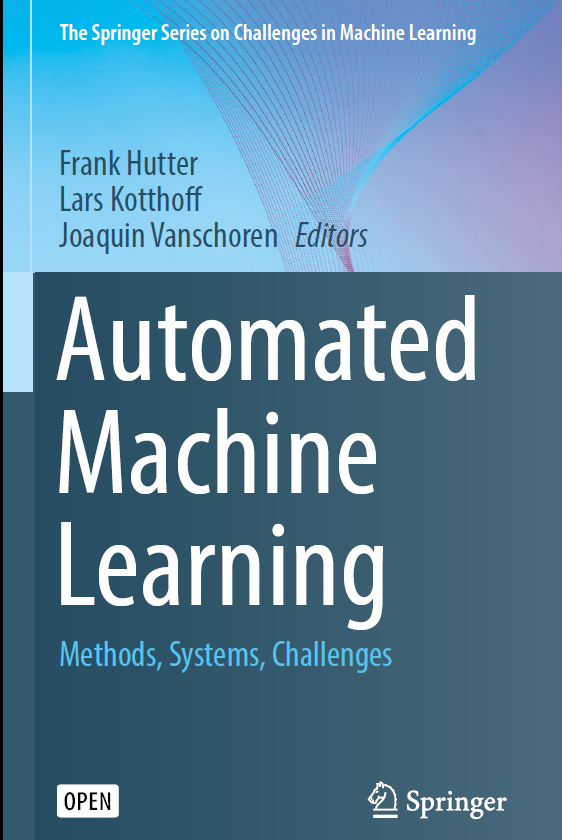 The Springer Series on Challenges in Machine Learning
Frank Hutter
Lars Kotthoff
Joaquin Vanschoren Editors
Automated
Machine
Learning
Methods, Systems, Challenges
OPEN
Springer